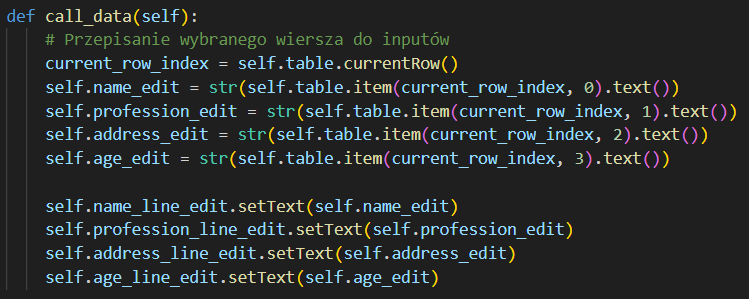 def call_data(self):
    # Przepisanie wybranego wiersza do inputów
    current_row_index = self.table.currentRow()
    self.name_edit = str(self.table.item(current_row_index, 0).text())
    self.profession_edit = str(self.table.item(current_row_index, 1).text())
    self.address_edit = str(self.table.item(current_row_index, 2).text())
    self.age_edit = str(self.table.item(current_row_index, 3).text())

    self.name_line_edit.setText(self.name_edit)
    self.profession_line_edit.setText(self.profession_edit)
    self.address_line_edit.setText(self.address_edit)
    self.age_line_edit.setText(self.age_edit)